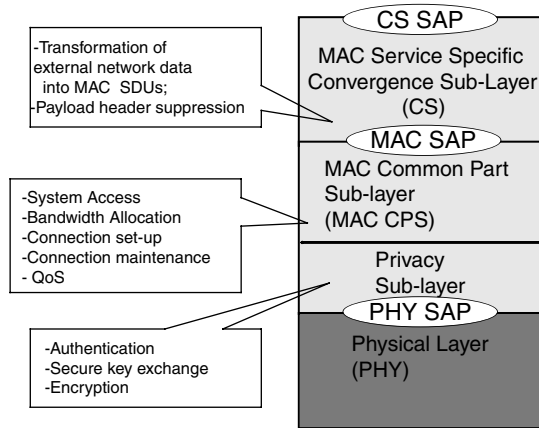 CS SAP
-Transformation of
external network data
into MAC SDUs;
-Payload header suppression
MAC Service Specific
Convergence Sub-Layer
(CS)
MAC SAP
-System Access
-Bandwidth Allocation
-Connection set-up
-Connection maintenance
- QoS
MAC Common Part
Sub-layer
(MAC CPS)
Privacy
Sub-layer
PHY SAP
-Authentication
-Secure key exchange
-Encryption
Physical Layer
(PHY)